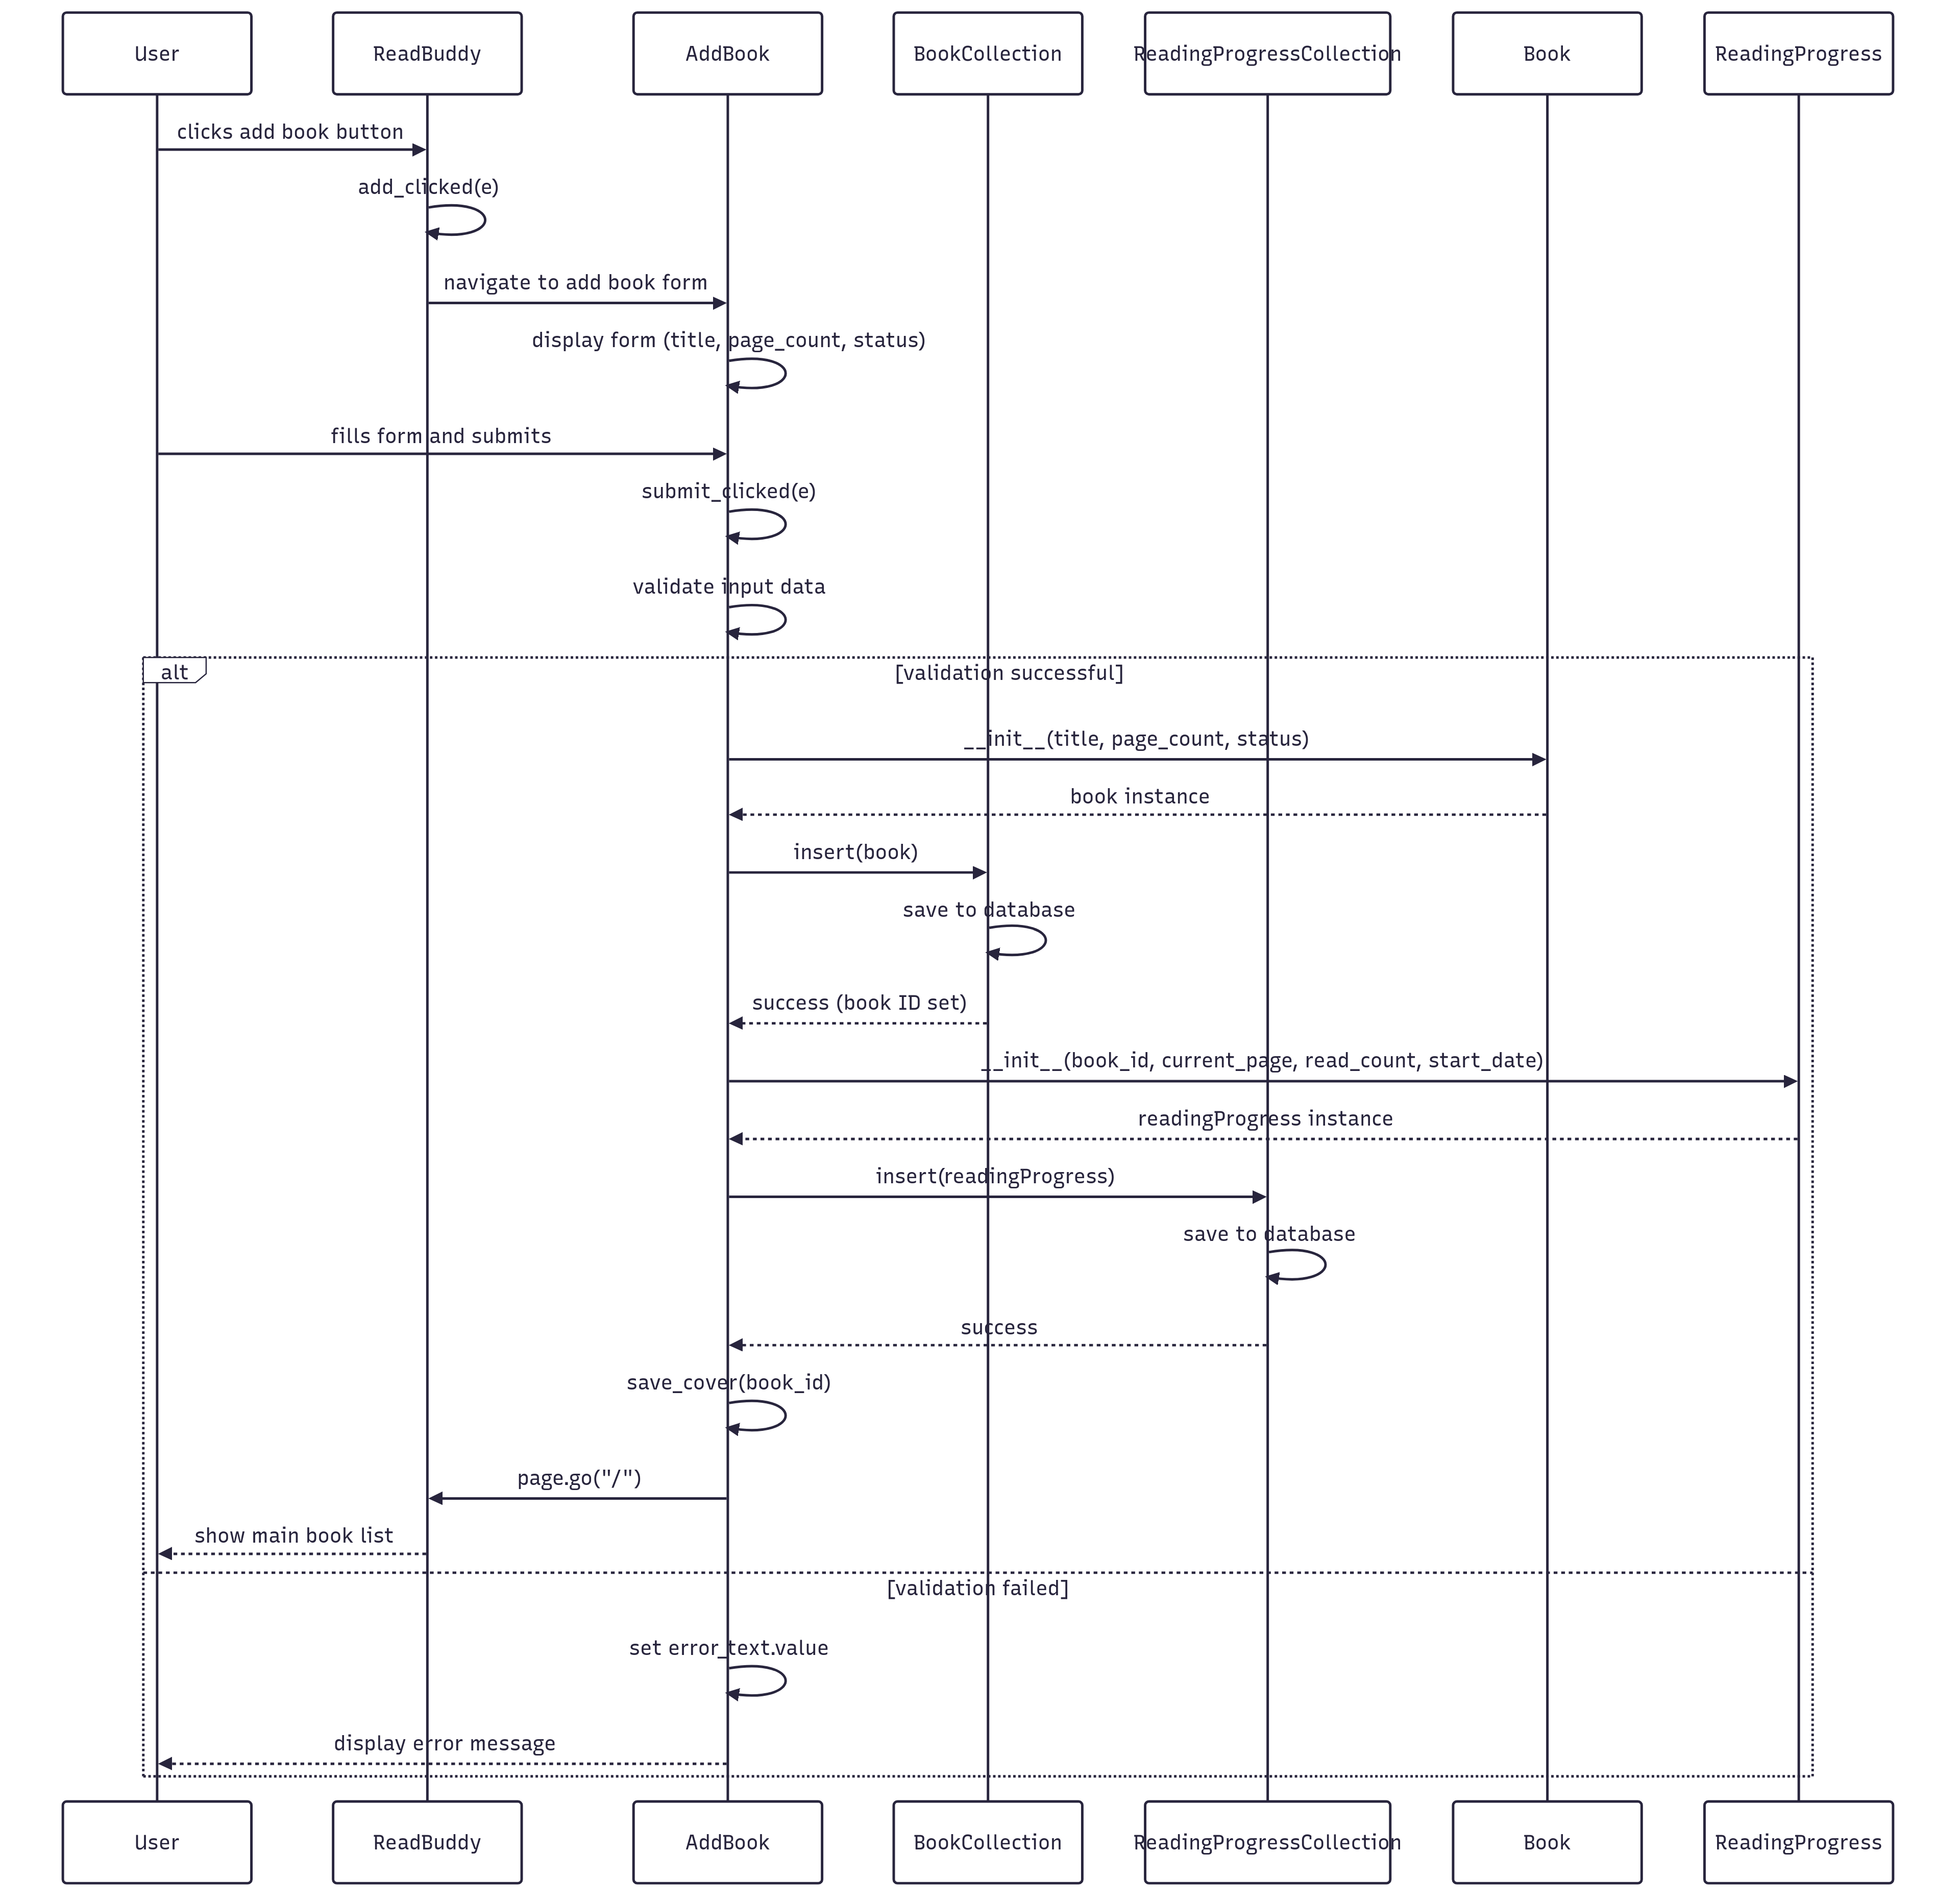 User
ReadBuddy
AddBook
BookCollection
ReadingProgressCollection
Book
ReadingProgress
clicks add book button
add_clicked(e)
navigate to add book form
display form (title, page_count, status)
fills form and submits
submit_clicked(e)
validate input data
alt
[validation successful]
__init__(title, page_count, status)
book instance
insert(book)
save to database
success (book ID set)
__init__(book_id, current_page, read_count, start_date)
readingProgress instance
insert(readingProgress)
save to database
success
save_cover(book_id)
page.go("/")
show main book list
[validation failed]
set error_text.value
display error message
User
ReadBuddy
AddBook
BookCollection
ReadingProgressCollection
Book
ReadingProgress